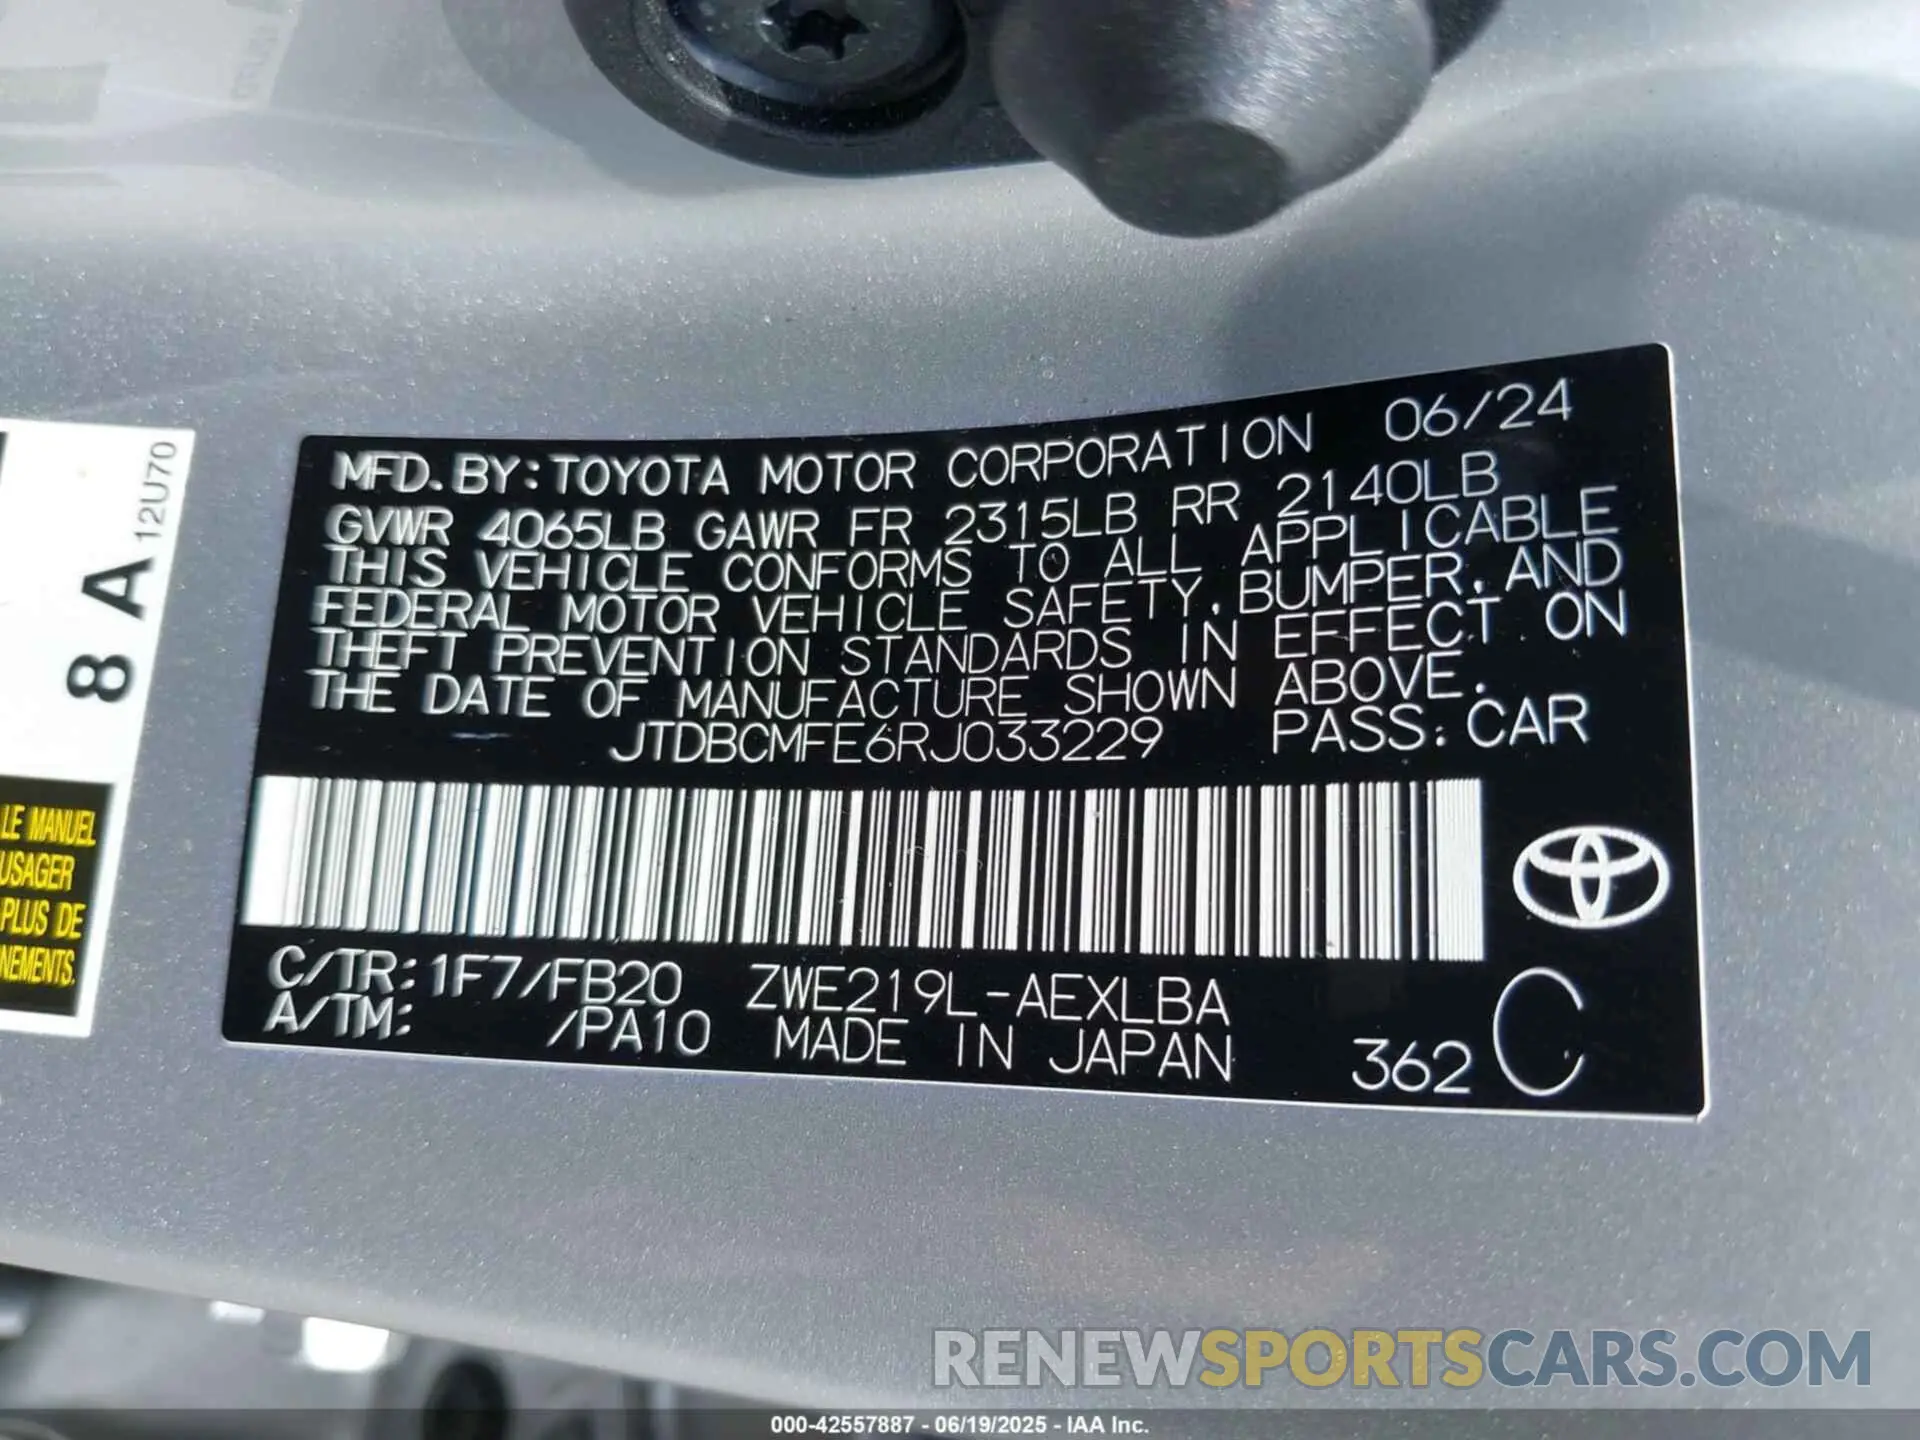 MFD. BY: TOYOTA MOTOR CORPORATION 06/24
GVWR 4065LB GAWR FR 2315LB RR 2140LB
THIS VEHICLE CONFORMS TO ALL APPLICABLE
FEDERAL MOTOR VEHICLE SAFETY, BUMPER, AND
THEFT PREVENTION STANDARDS IN EFFECT ON
THE DATE OF MANUFACTURE SHOWN ABOVE.
JTDBCMFE6RJ033229 PASS. CAR
C/TR: 1F7/FB20 ZWE219L-AEXLBA
A/TM: /PA10 MADE IN JAPAN 362 C
8 A 12U70
LE MANUEL
USAGER
PLUS DE
NEMENTS.
RENEWSPORTSCARS.COM
000-42557887 - 06/19/2025 - IAA Inc.